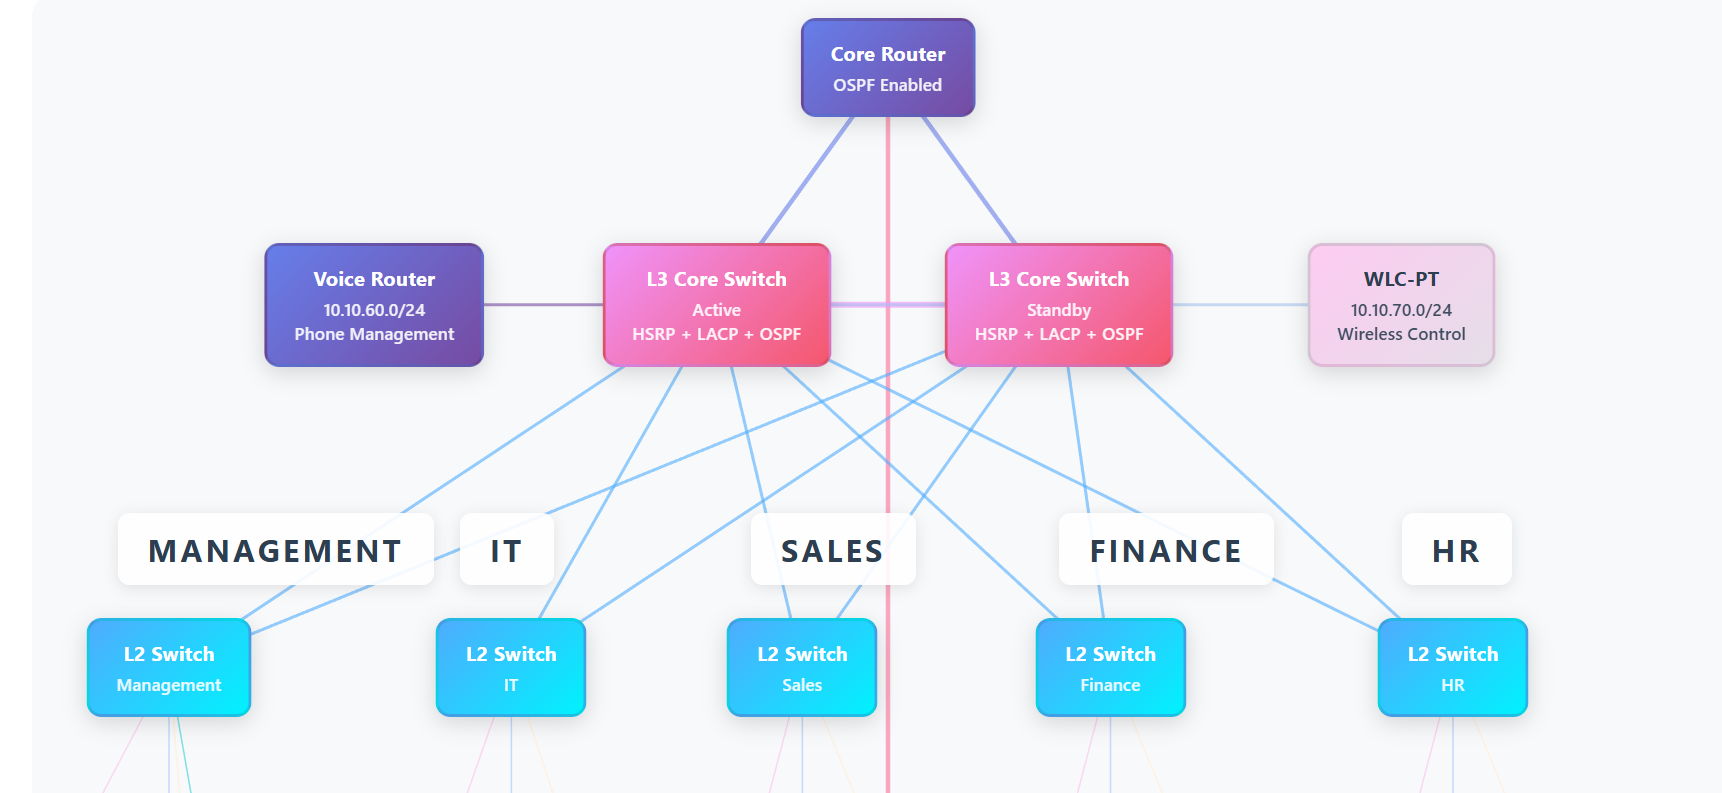 Core Router
OSPF Enabled
Voice Router
10.10.60.0/24
Phone Management
L3 Core Switch
Active
HSRP + LACP + OSPF
L3 Core Switch
Standby
HSRP + LACP + OSPF
WLC-PT
10.10.70.0/24
Wireless Control
MANAGEMENT
IT
SALES
FINANCE
HR
L2 Switch
Management
L2 Switch
IT
L2 Switch
Sales
L2 Switch
Finance
L2 Switch
HR